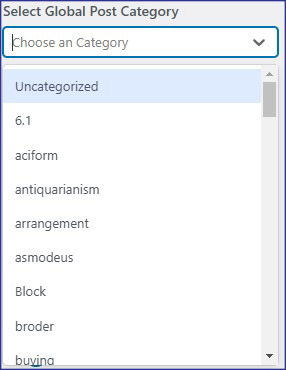 Select Global Post Category
Choose an Category
Uncategorized
6.1
aciform
antiquarianism
arrangement
asmodeus
Block
broder
buying